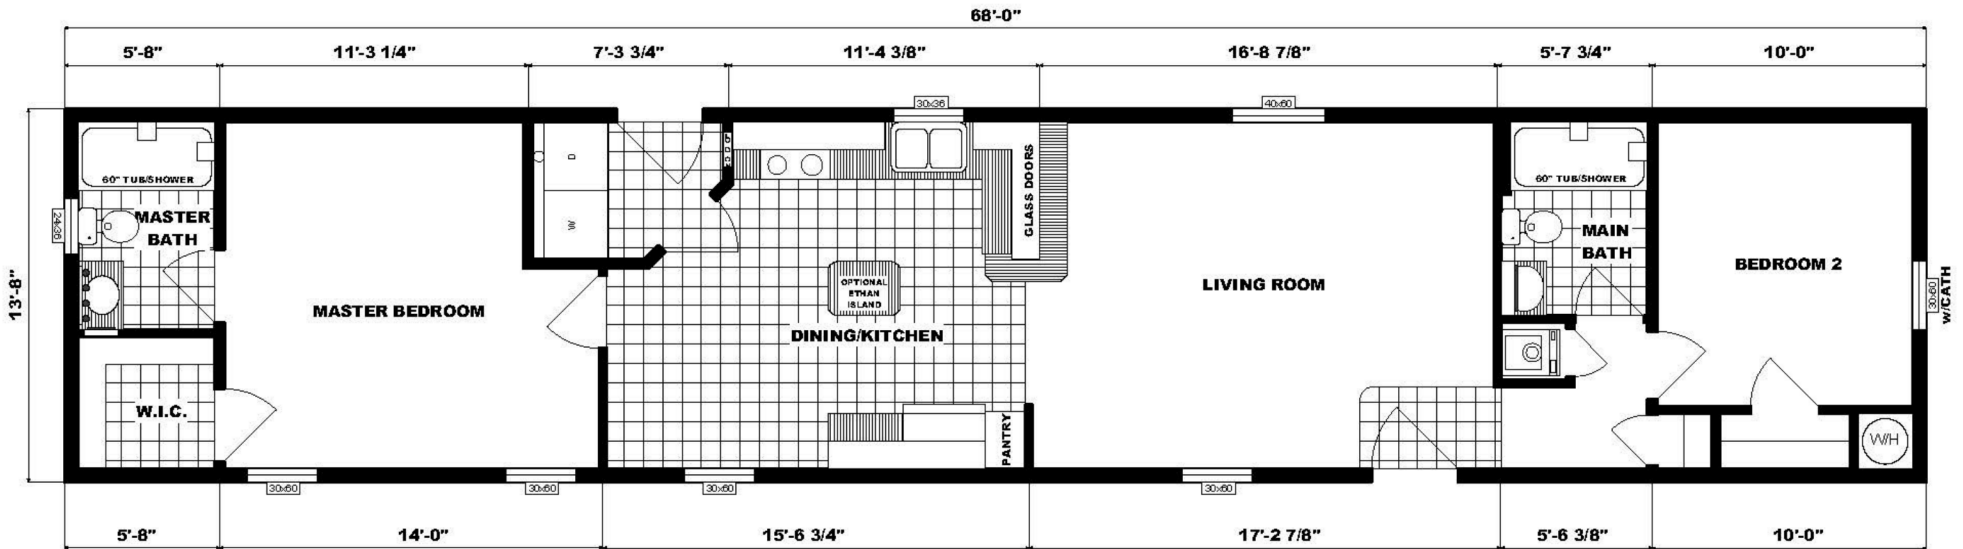 68'-0"
5'-8"
11'-3 1/4"
7'-3 3/4"
11'-4 3/8"
16'-8 7/8"
5'-7 3/4"
10'-0"
30x36
40x60
60" TUB/SHOWER
D
GLASS DOORS
60" TUB/SHOWER
24x36
MASTER
BATH
W
MAIN
BATH
13'-8"
OPTIONAL
ETHAN
ISLAND
LIVING ROOM
BEDROOM 2
30x60
w/CATH
MASTER BEDROOM
DINING/KITCHEN
W.I.C.
PANTRY
W/H
30x60
30x60
30x60
30x60
5'-8"
14'-0"
15'-6 3/4"
17'-2 7/8"
5'-6 3/8"
10'-0"